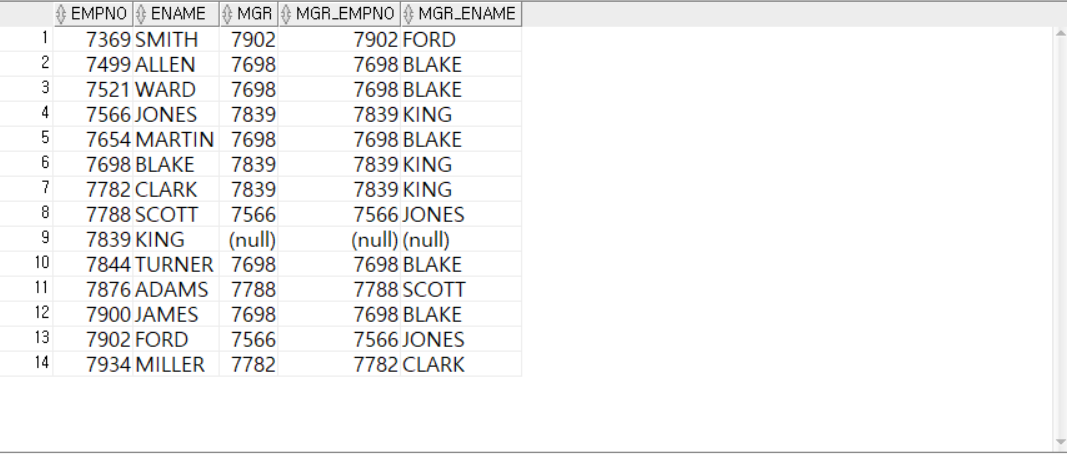 EMPNO ENAME MGR MGR_EMPNO MGR_ENAME
1 7369 SMITH 7902 7902 FORD
2 7499 ALLEN 7698 7698 BLAKE
3 7521 WARD 7698 7698 BLAKE
4 7566 JONES 7839 7839 KING
5 7654 MARTIN 7698 7698 BLAKE
6 7698 BLAKE 7839 7839 KING
7 7782 CLARK 7839 7839 KING
8 7788 SCOTT 7566 7566 JONES
9 7839 KING (null) (null) (null)
10 7844 TURNER 7698 7698 BLAKE
11 7876 ADAMS 7788 7788 SCOTT
12 7900 JAMES 7698 7698 BLAKE
13 7902 FORD 7566 7566 JONES
14 7934 MILLER 7782 7782 CLARK